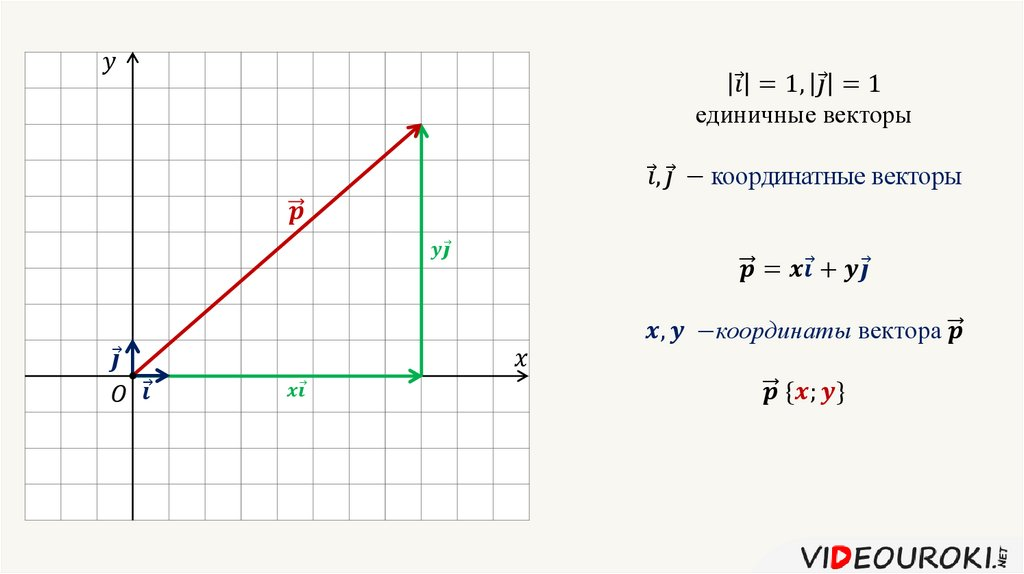 y
|i⃗| = 1, |j⃗| = 1
единичные векторы
i⃗, j⃗ − координатные векторы
p⃗
yj⃗
p⃗ = xi⃗ + yj⃗
x, y −координаты вектора p⃗
j⃗
x
O i⃗
xi⃗
p⃗ {x; y}
VIDEOUROKI.NET